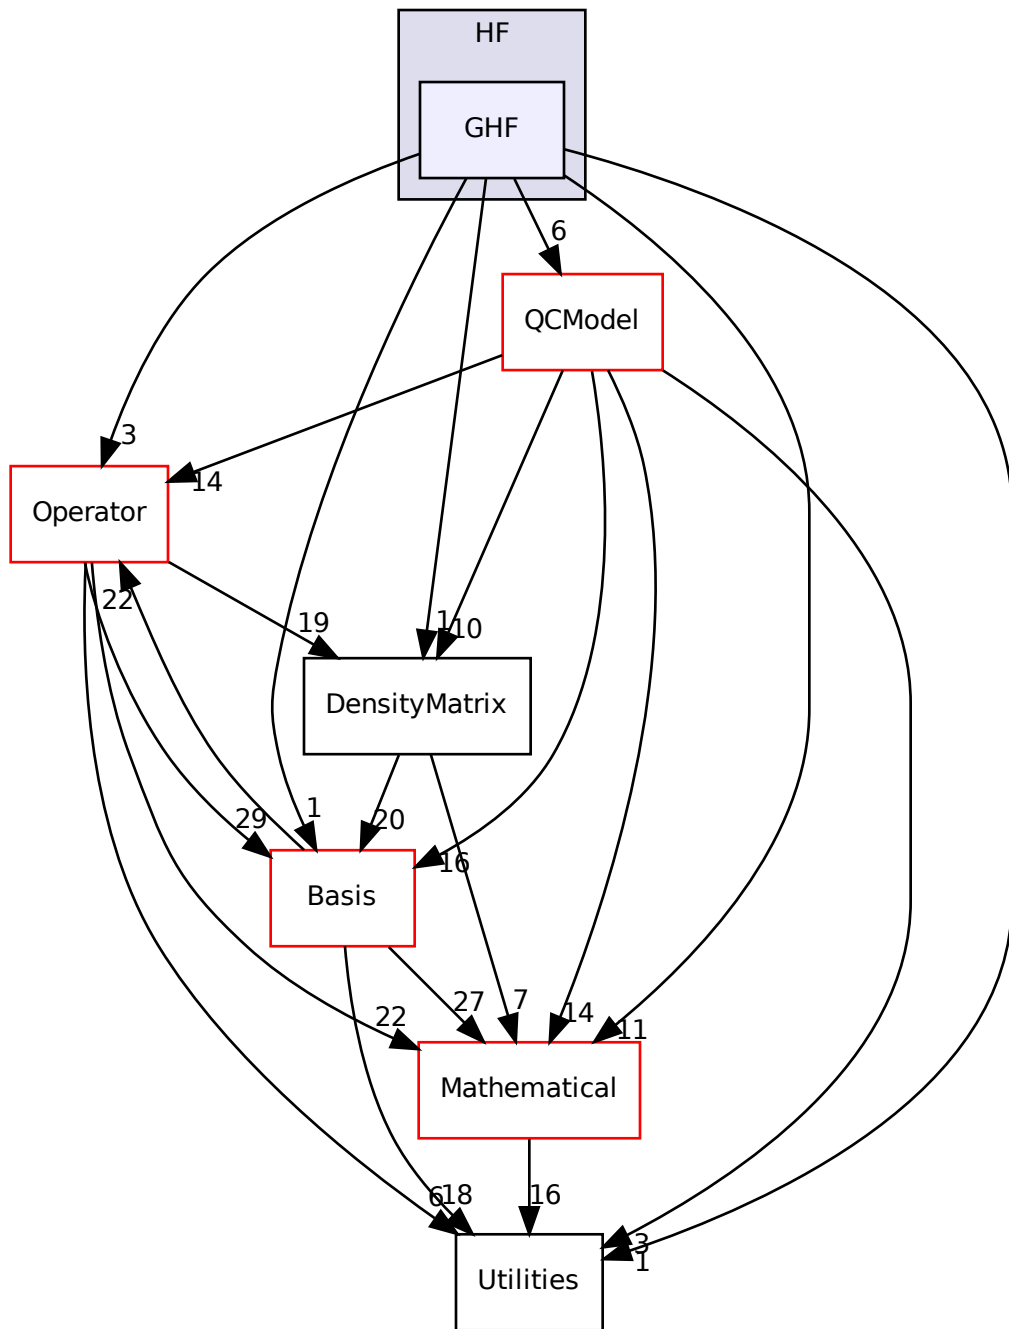 HF
GHF
6
QCModel
3
14
Operator
22
19
1
10
DensityMatrix
29
1
20
16
Basis
22
27
7
14
11
Mathematical
6
18
16
3
1
Utilities